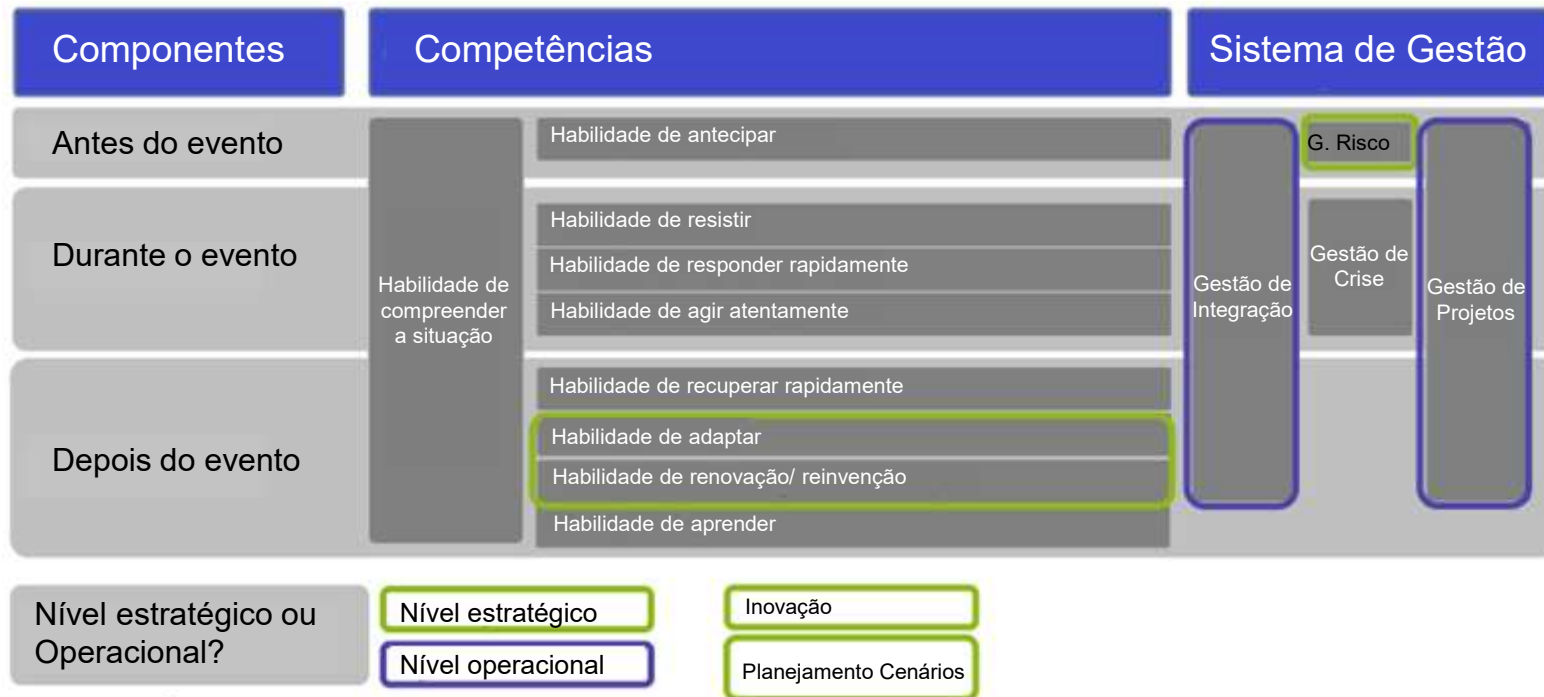 Componentes
Competências
Sistema de Gestão
Antes do evento
Habilidade de antecipar
G. Risco
Durante o evento
Habilidade de resistir
Habilidade de responder rapidamente
Habilidade de agir atentamente
Habilidade de
compreender
a situação
Gestão de
Integração
Gestão de
Crise
Gestão de
Projetos
Depois do evento
Habilidade de recuperar rapidamente
Habilidade de adaptar
Habilidade de renovação/ reinvenção
Habilidade de aprender
Nível estratégico ou
Operacional?
Nível estratégico
Nível operacional
Inovação
Planejamento Cenários